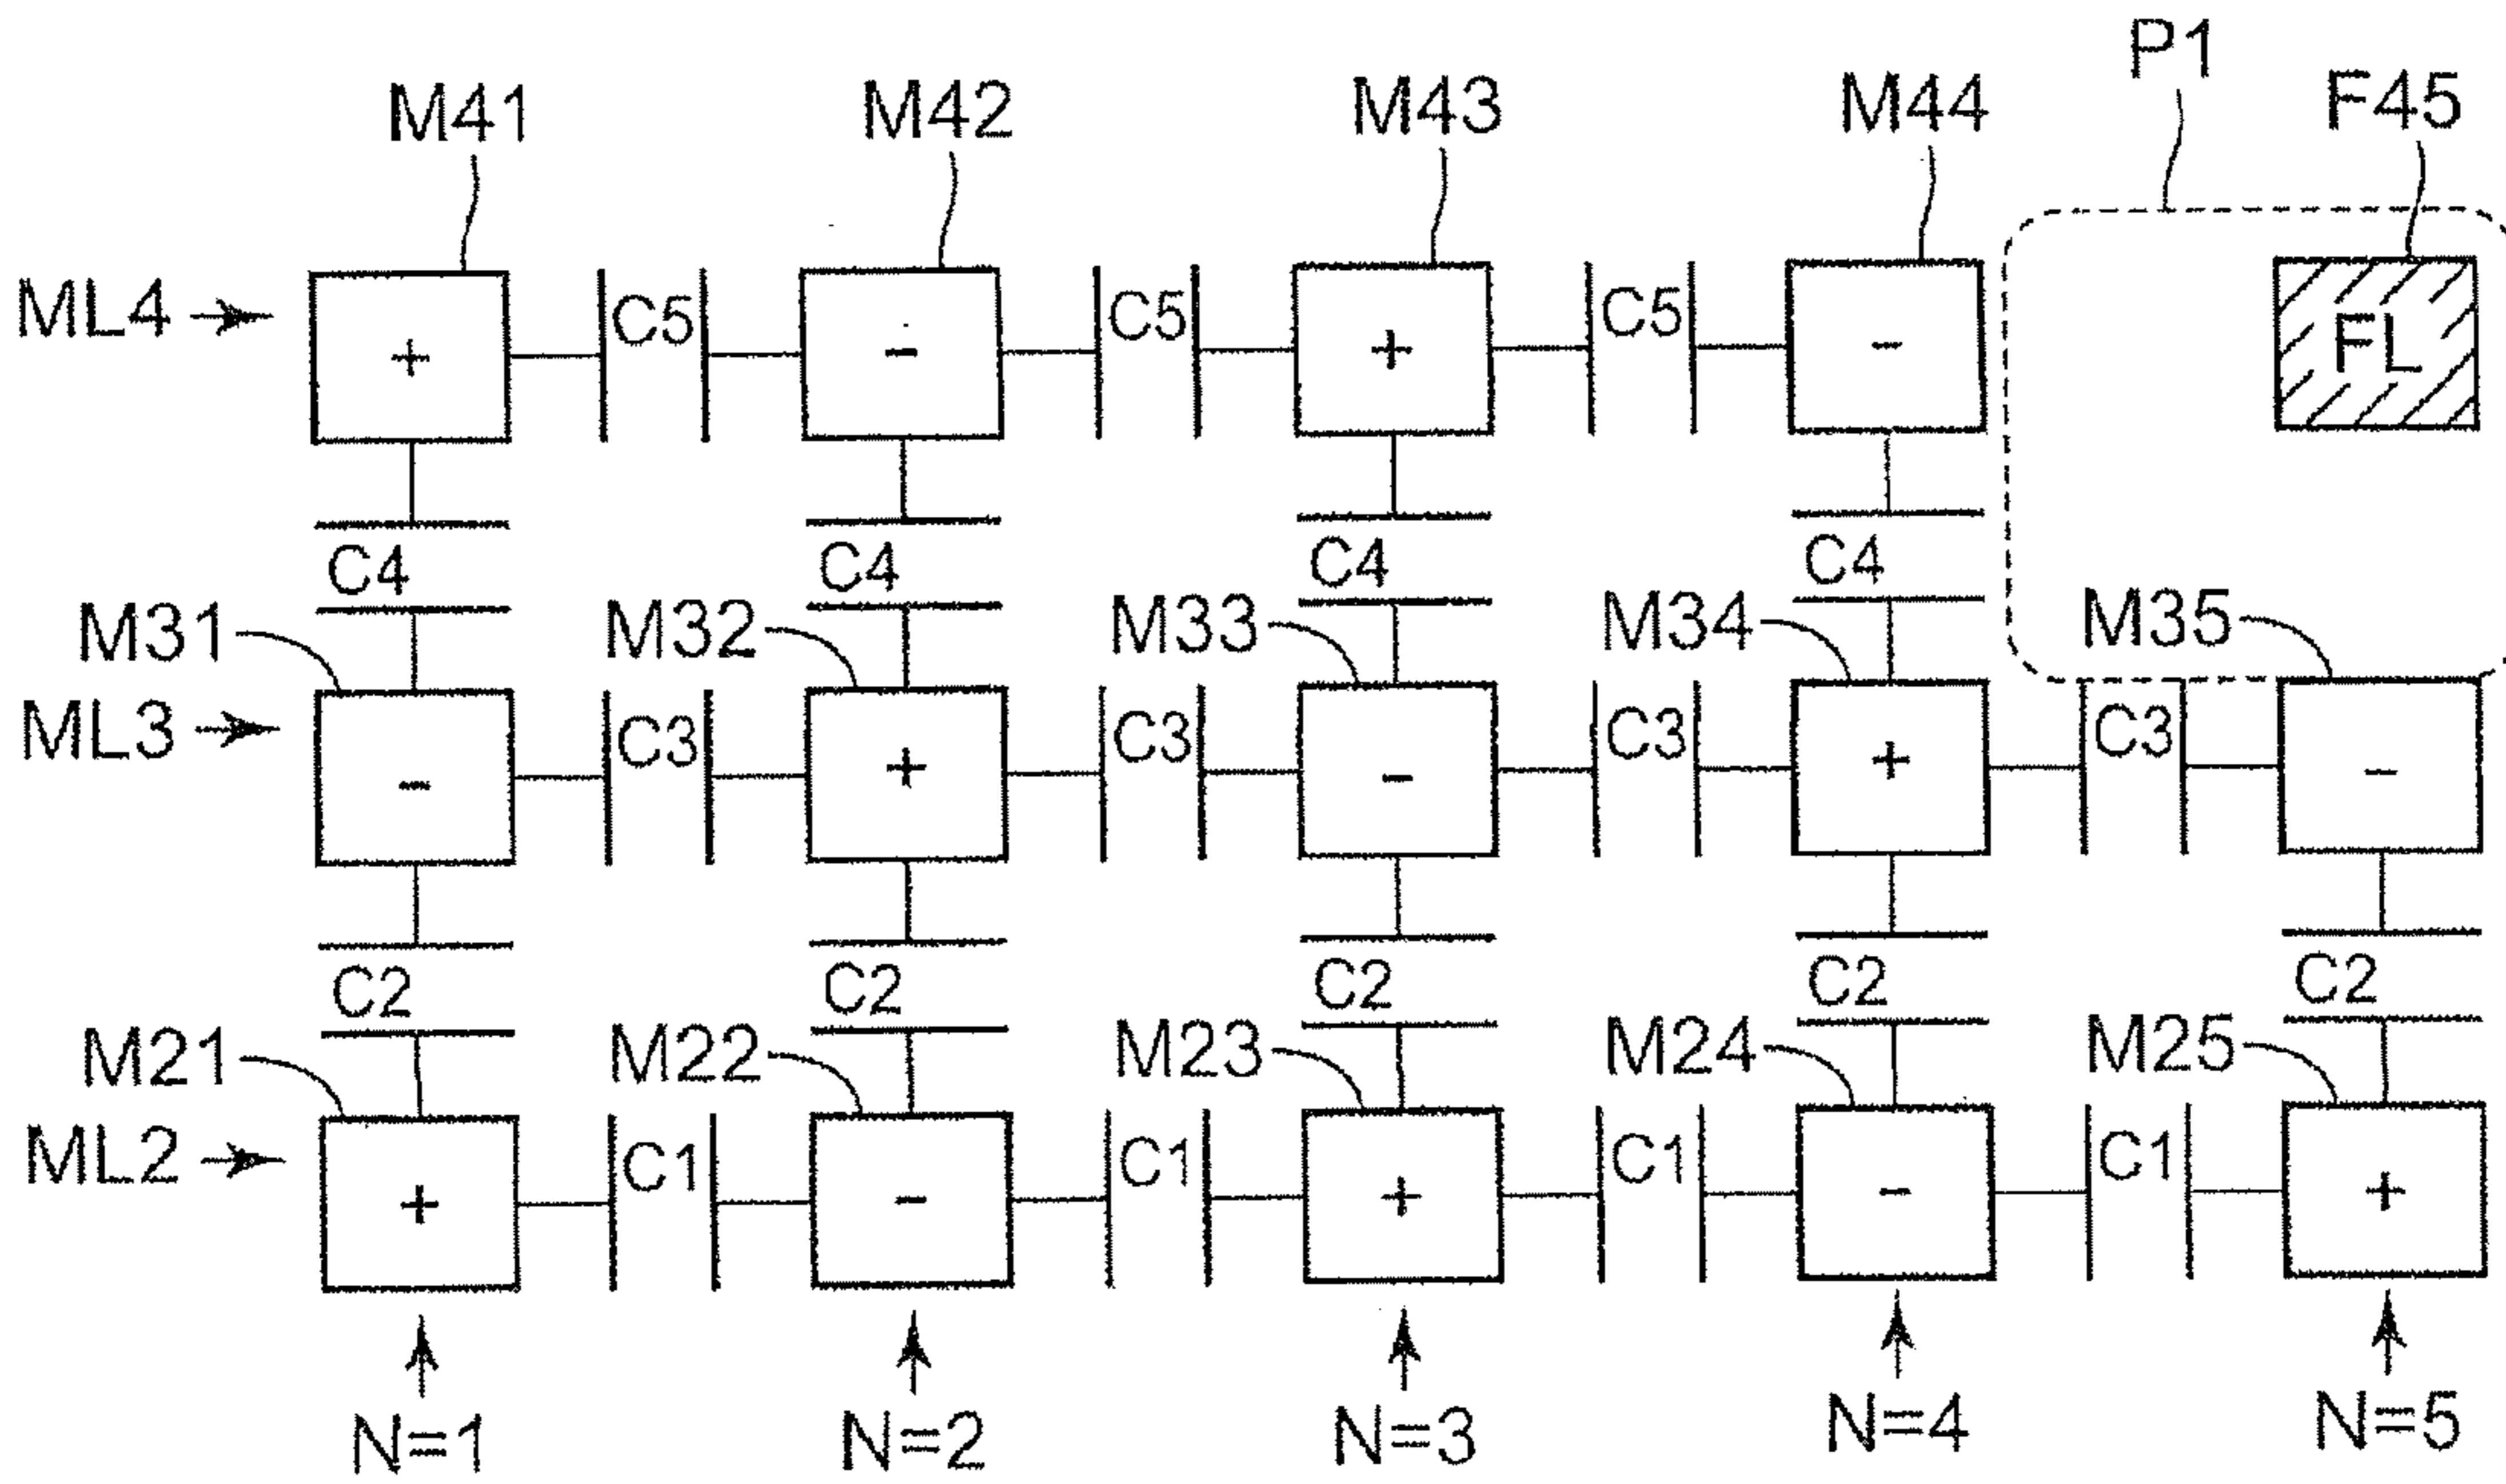 P1
M41 M42 M43 M44 F45
ML4 + C5 - C5 + C5 - FL
C4 C4 C4 C4
M31 M32 M33 M34 M35
ML3 - C3 + C3 - C3 + C3 -
C2 C2 C2 C2 C2
M21 M22 M23 M24 M25
ML2 + C1 - C1 + C1 - C1 +
N=1 N=2 N=3 N=4 N=5